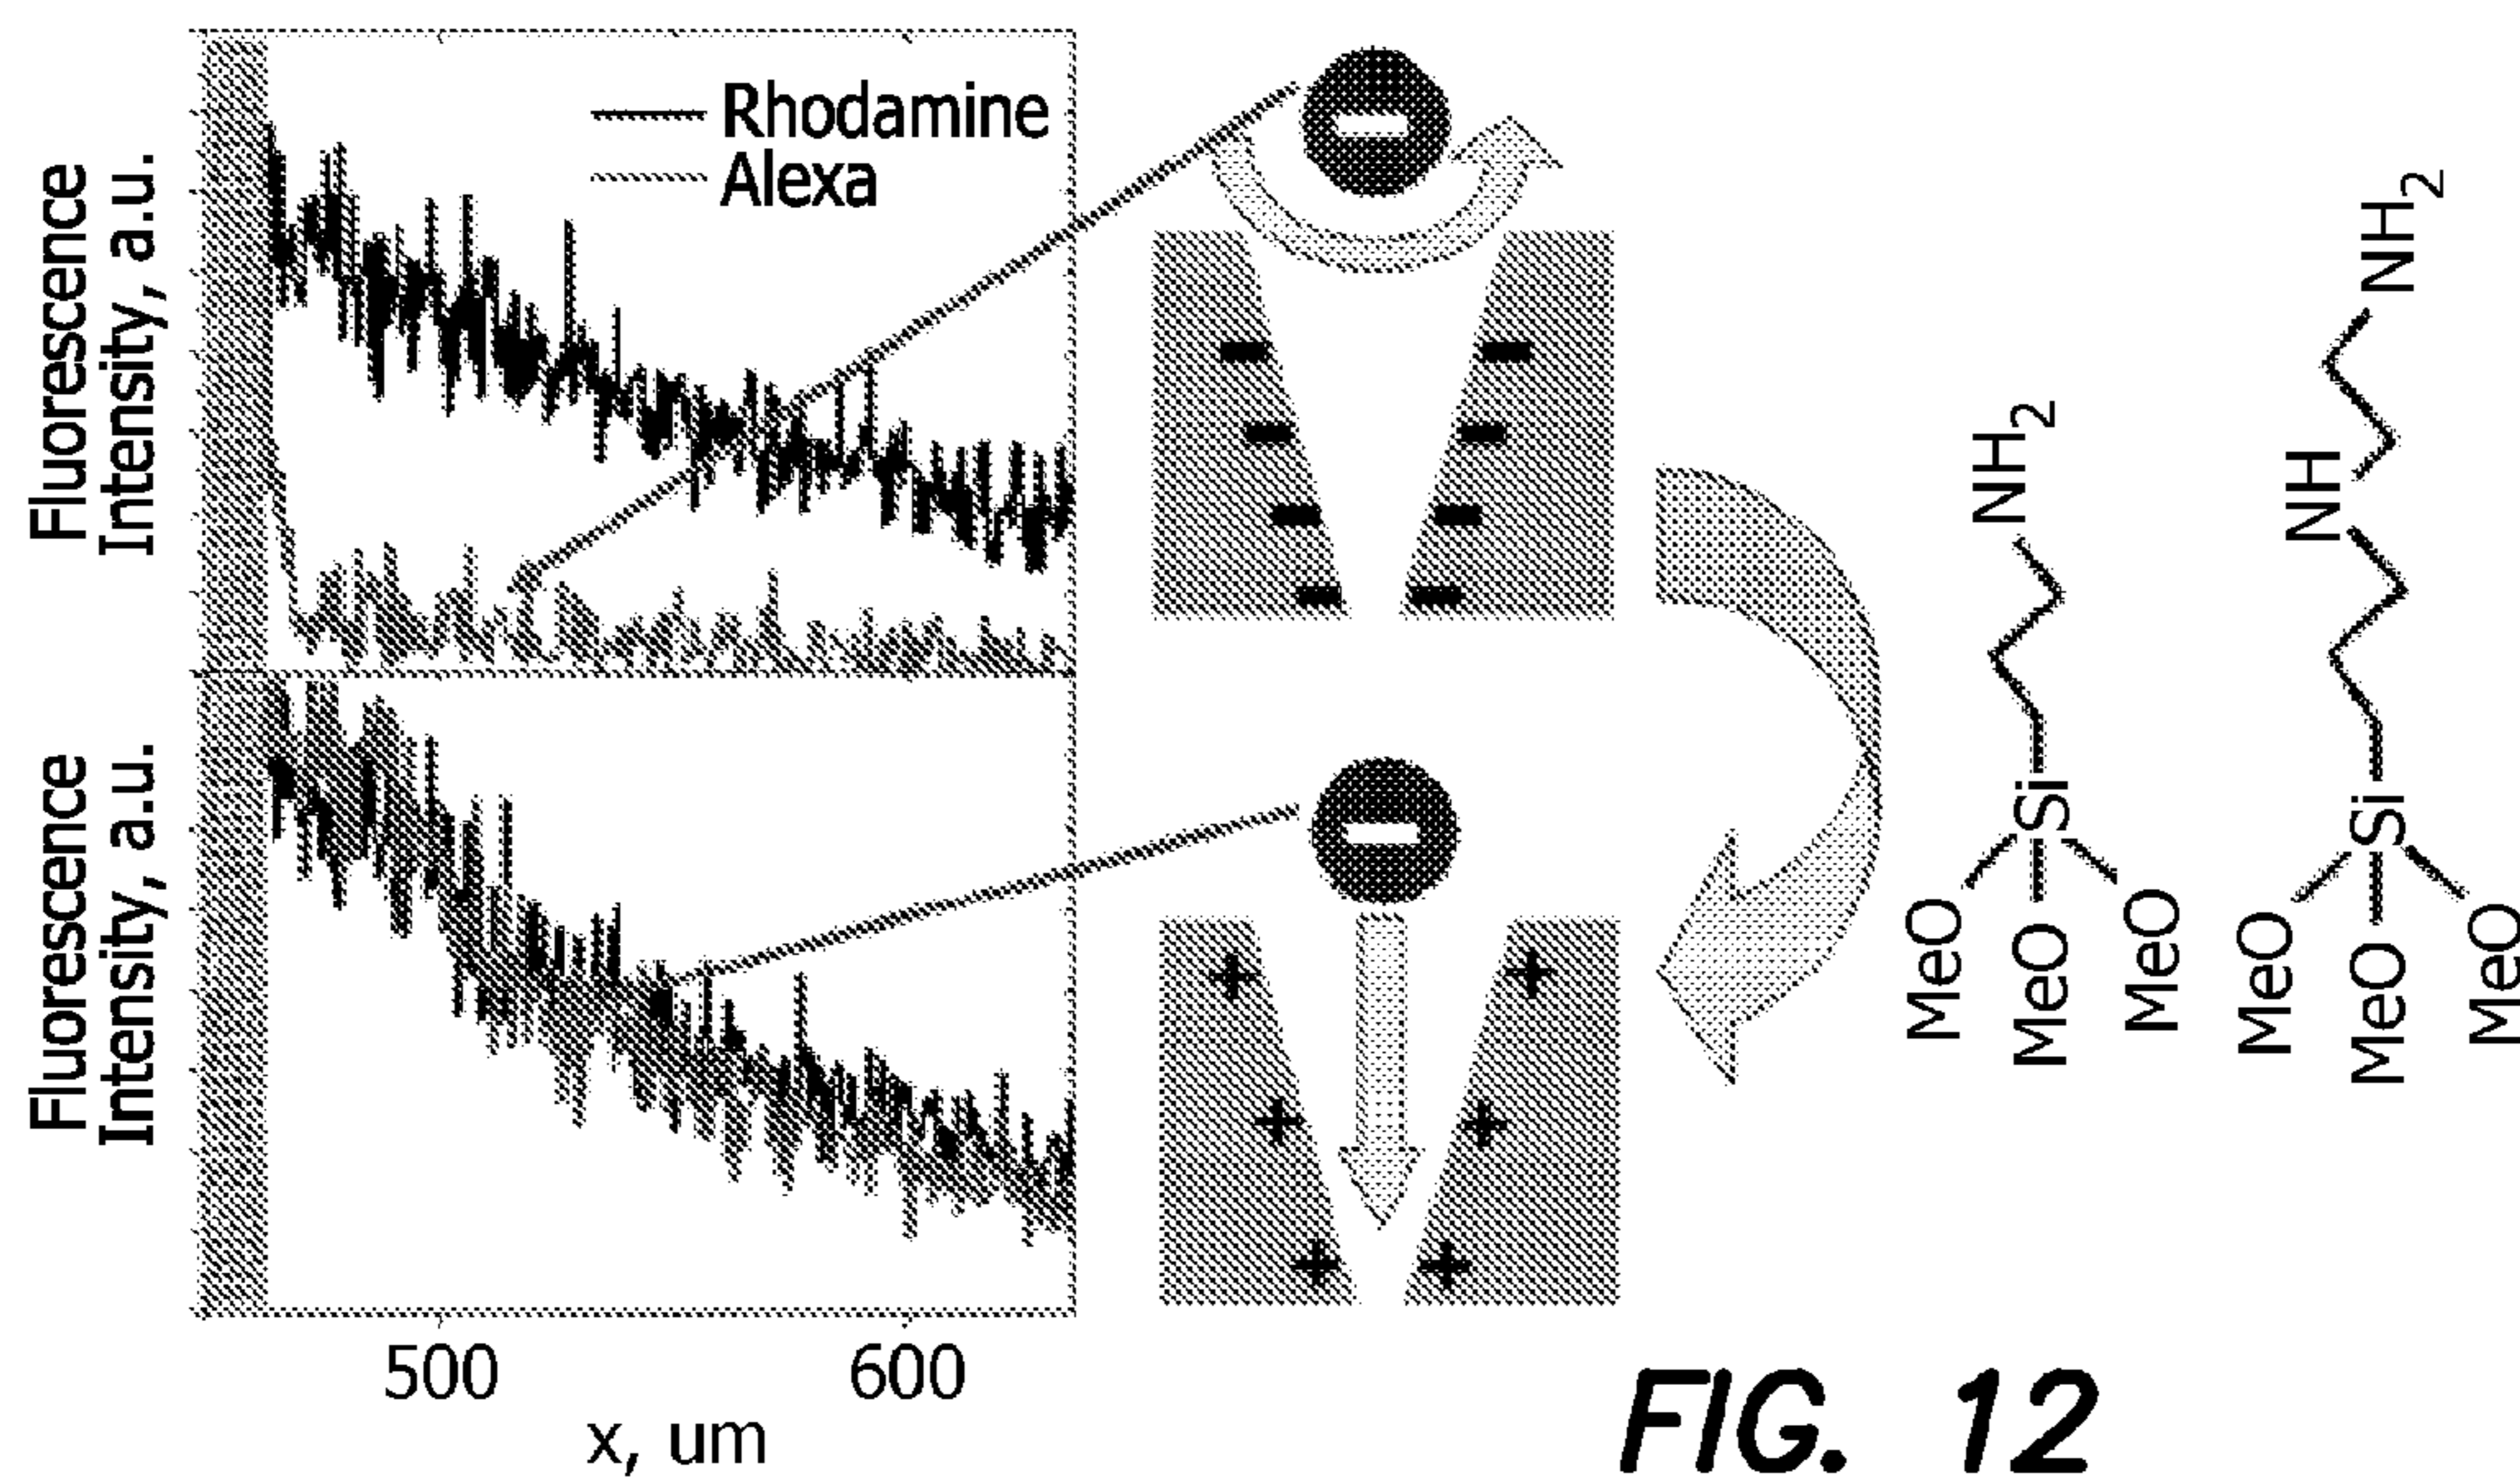 Fluorescence
Intensity, a.u.
Rhodamine
Alexa
Fluorescence
Intensity, a.u.
500
600
x, um
NH2
Si
MeO
MeO
MeO
NH2
NH
Si
MeO
MeO
MeO
FIG. 12